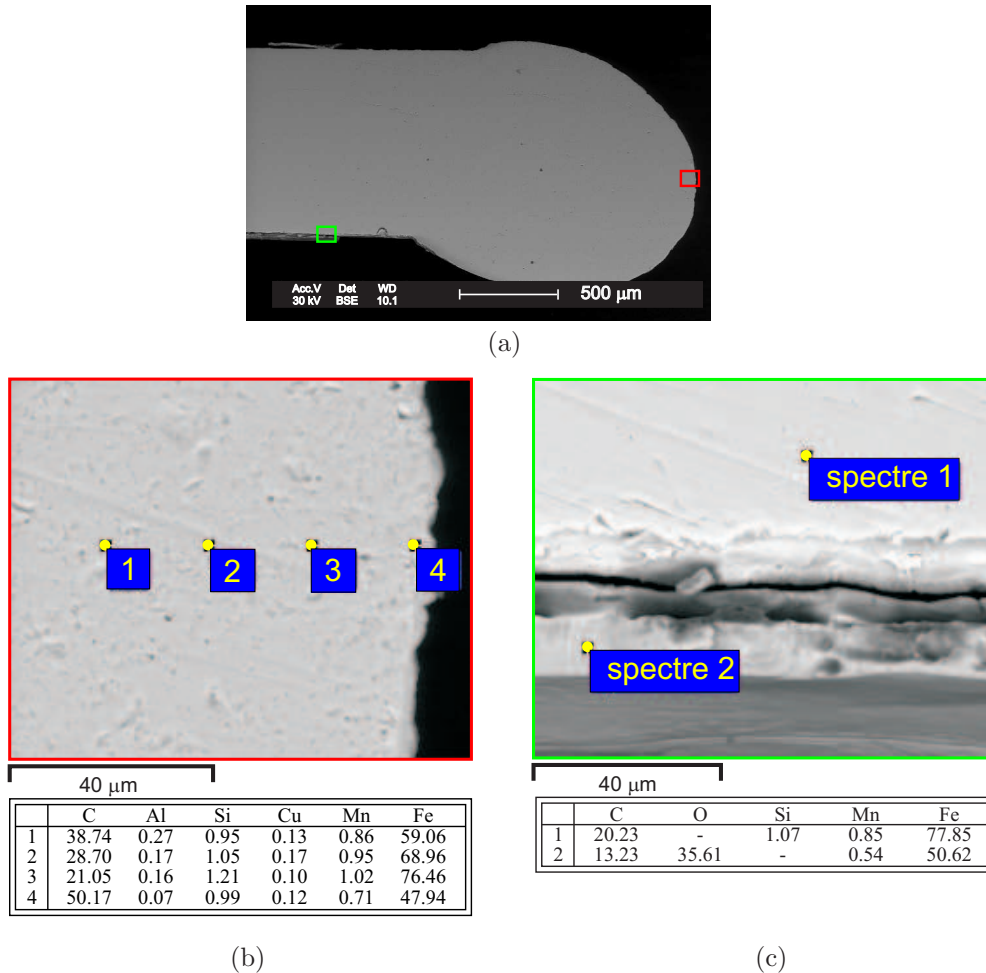 Acc.V Det WD
30 kV BSE 10.1 500 µm
(a)
1 2 3 4
40 µm
C Al Si Cu Mn Fe
1 38.74 0.27 0.95 0.13 0.86 59.06
2 28.70 0.17 1.05 0.17 0.95 68.96
3 21.05 0.16 1.21 0.10 1.02 76.46
4 50.17 0.07 0.99 0.12 0.71 47.94
(b)
spectre 1
spectre 2
40 µm
C O Si Mn Fe
1 20.23 - 1.07 0.85 77.85
2 13.23 35.61 - 0.54 50.62
(c)